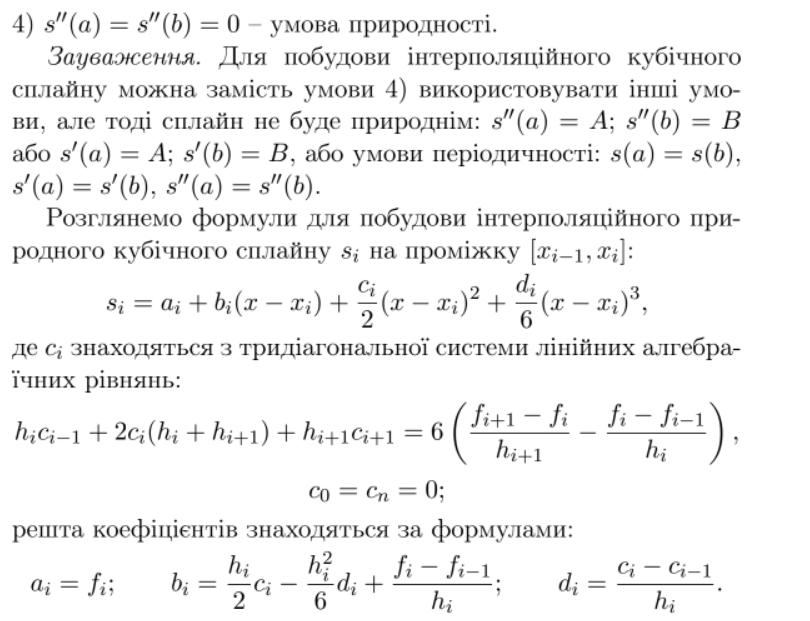 4) s″(a) = s″(b) = 0 – умова природності.
Зауваження. Для побудови інтерполяційного кубічного
сплайну можна замість умови 4) використовувати інші умо-
ви, але тоді сплайн не буде природнім: s″(a) = A; s″(b) = B
або s′(a) = A; s′(b) = B, або умови періодичності: s(a) = s(b),
s′(a) = s′(b), s″(a) = s″(b).
Розглянемо формули для побудови інтерполяційного при-
родного кубічного сплайну s_i на проміжку [x_{i−1}, x_i]:
s_i = a_i + b_i(x − x_i) + \frac{c_i}{2}(x − x_i)^2 + \frac{d_i}{6}(x − x_i)^3,
де c_i знаходяться з тридіагональної системи лінійних алгебра-
їчних рівнянь:
h_i c_{i−1} + 2c_i(h_i + h_{i+1}) + h_{i+1}c_{i+1} = 6 \left( \frac{f_{i+1} − f_i}{h_{i+1}} − \frac{f_i − f_{i−1}}{h_i} \right),
c_0 = c_n = 0;
решта коефіцієнтів знаходяться за формулами:
a_i = f_i; b_i = \frac{h_i}{2}c_i − \frac{h_i^2}{6}d_i + \frac{f_i − f_{i−1}}{h_i}; d_i = \frac{c_i − c_{i−1}}{h_i}.